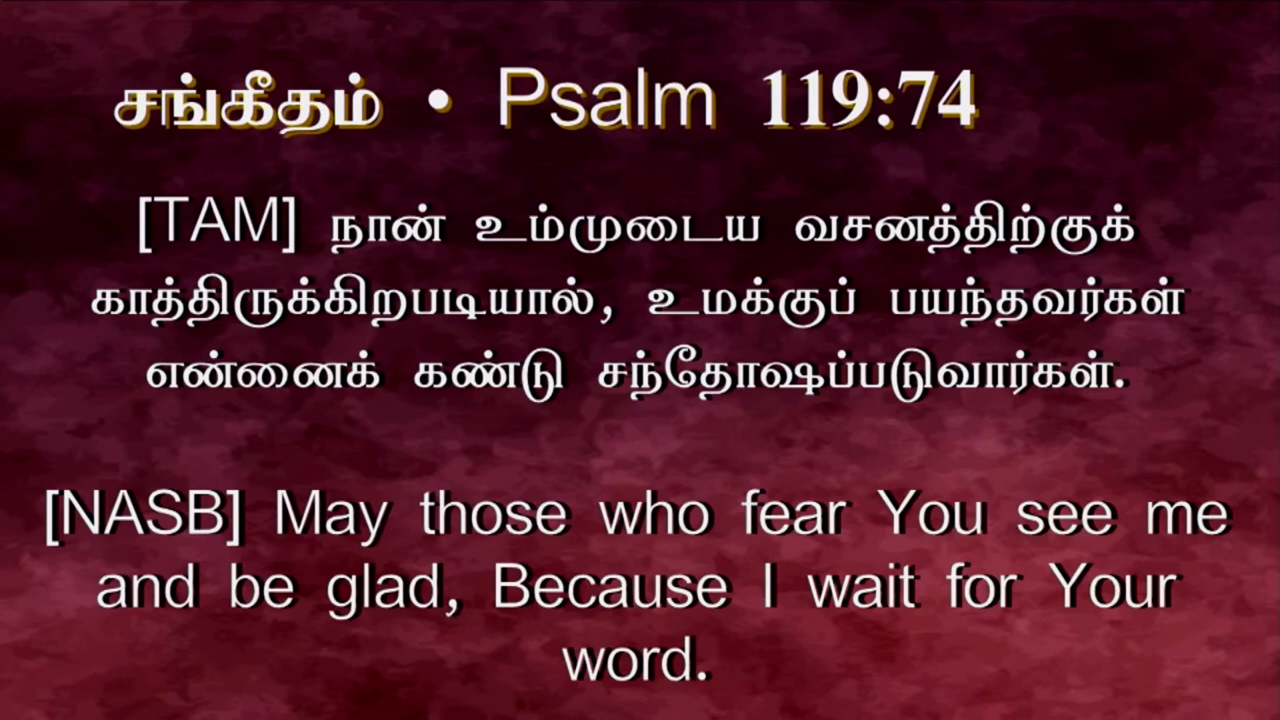 சங்கீதம் • Psalm 119:74
[TAM] நான் உம்முடைய வசனத்திற்குக்
காத்திருக்கிறபடியால், உமக்குப் பயந்தவர்கள்
என்னைக் கண்டு சந்தோஷப்படுவார்கள்.
[NASB] May those who fear You see me
and be glad, Because I wait for Your
word.